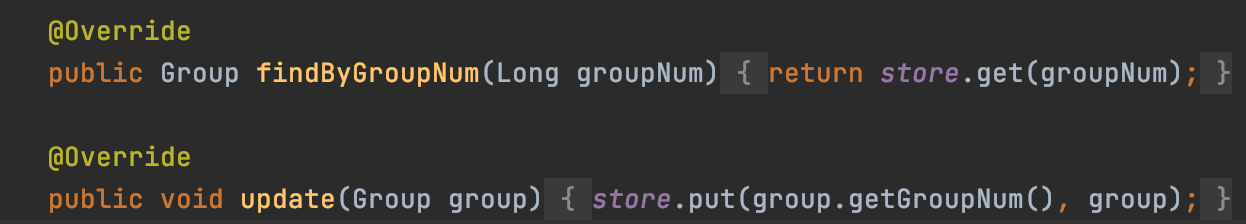 @Override
public Group findByGroupNum(Long groupNum) { return store.get(groupNum); }
@Override
public void update(Group group) { store.put(group.getGroupNum(), group); }